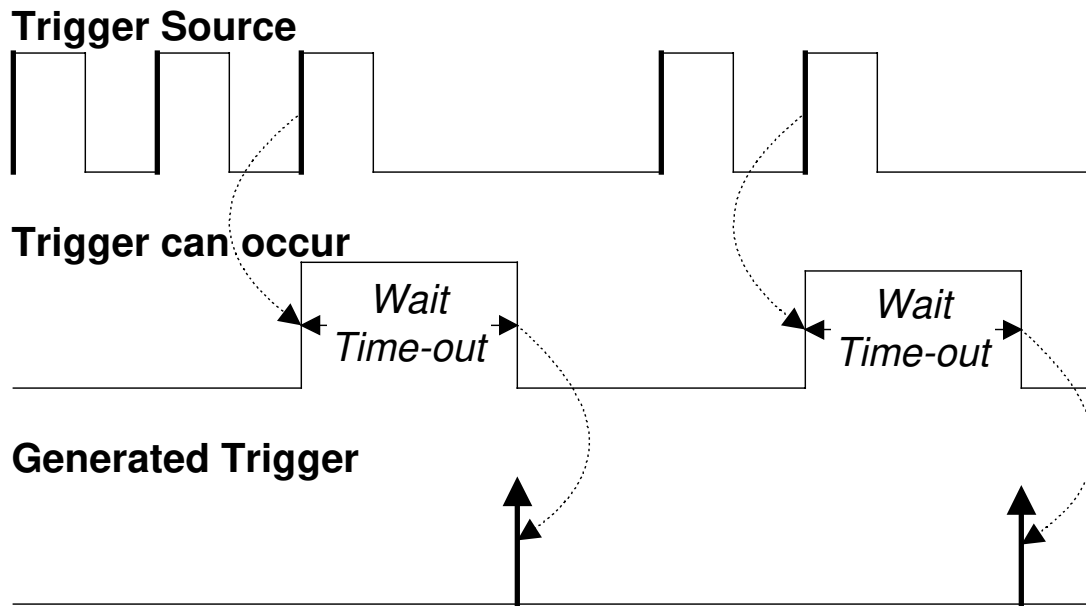 Trigger Source
Trigger can occur
Wait
Time-out
Wait
Time-out
Generated Trigger